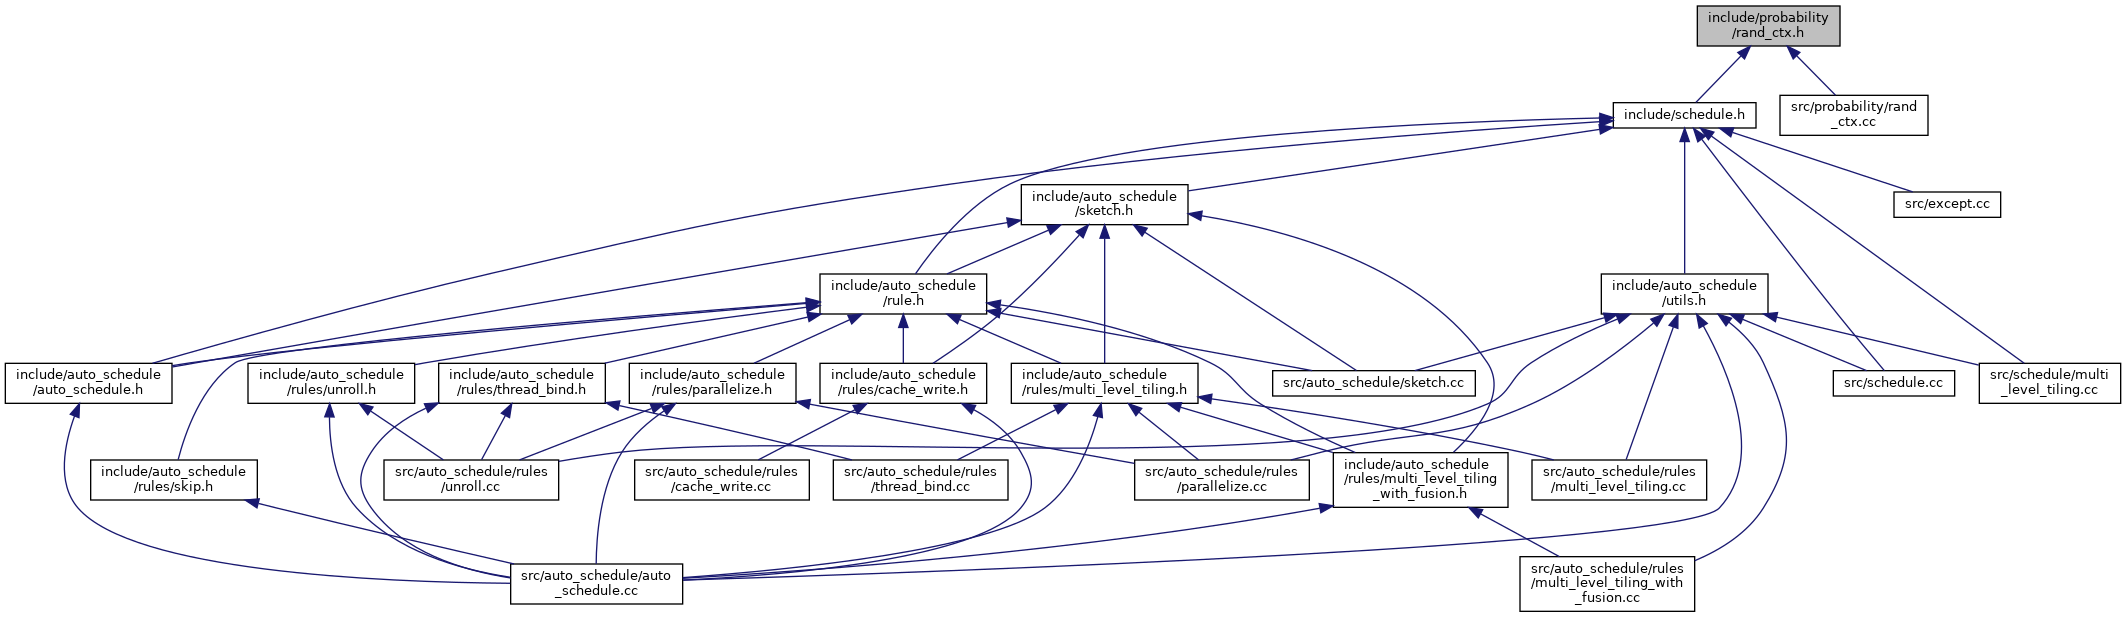 include/probability
/rand_ctx.h
include/schedule.h
src/probability/rand
_ctx.cc
include/auto_schedule
/sketch.h
src/except.cc
include/auto_schedule
/rule.h
include/auto_schedule
/utils.h
include/auto_schedule
/auto_schedule.h
include/auto_schedule
/rules/unroll.h
include/auto_schedule
/rules/thread_bind.h
include/auto_schedule
/rules/parallelize.h
include/auto_schedule
/rules/cache_write.h
include/auto_schedule
/rules/multi_level_tiling.h
src/auto_schedule/sketch.cc
src/schedule.cc
src/schedule/multi
_level_tiling.cc
include/auto_schedule
/rules/skip.h
src/auto_schedule/rules
/unroll.cc
src/auto_schedule/rules
/cache_write.cc
src/auto_schedule/rules
/thread_bind.cc
src/auto_schedule/rules
/parallelize.cc
include/auto_schedule
/rules/multi_level_tiling
_with_fusion.h
src/auto_schedule/rules
/multi_level_tiling.cc
src/auto_schedule/auto
_schedule.cc
src/auto_schedule/rules
/multi_level_tiling_with
_fusion.cc